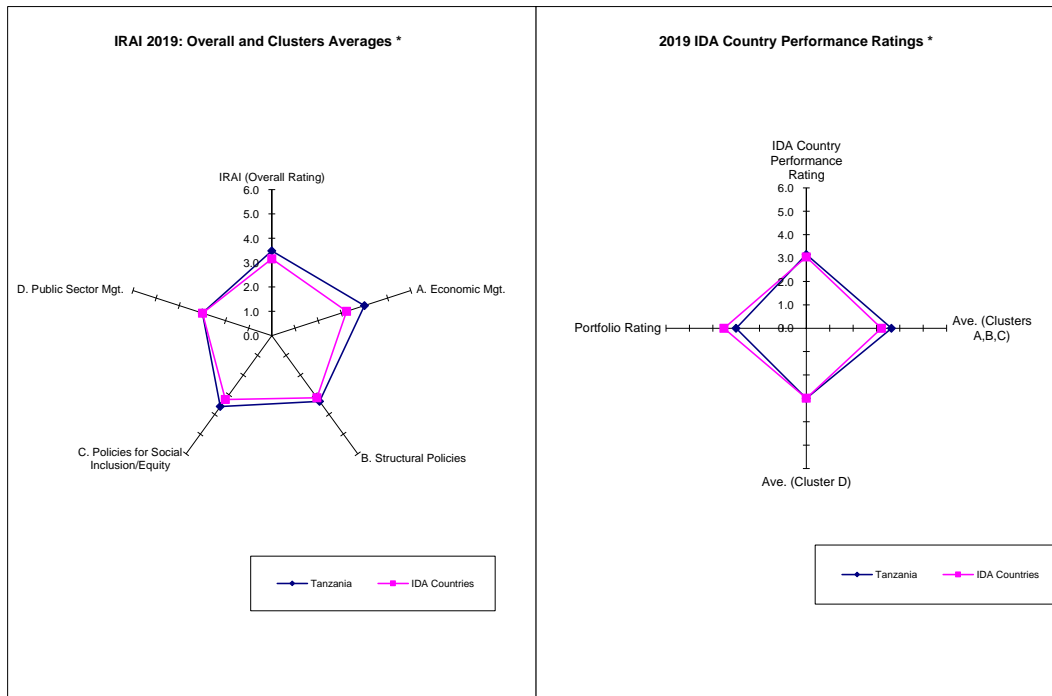 IRAI 2019: Overall and Clusters Averages *
IRAI (Overall Rating)
6.0
5.0
4.0
3.0
2.0
1.0
0.0
A. Economic Mgt.
B. Structural Policies
C. Policies for Social
Inclusion/Equity
D. Public Sector Mgt.
Tanzania
IDA Countries
2019 IDA Country Performance Ratings *
IDA Country
Performance
Rating
6.0
5.0
4.0
3.0
2.0
1.0
0.0
Ave. (Clusters
A,B,C)
Ave. (Cluster D)
Portfolio Rating
Tanzania
IDA Countries